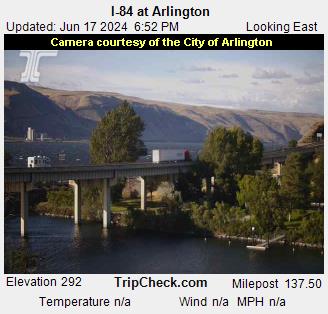 I-84 at Arlington
Updated: Jun 17 2024 6:52 PM Looking East
Camera courtesy of the City of Arlington
Elevation 292 TripCheck.com Milepost 137.50
Temperature n/a Wind n/a MPH n/a